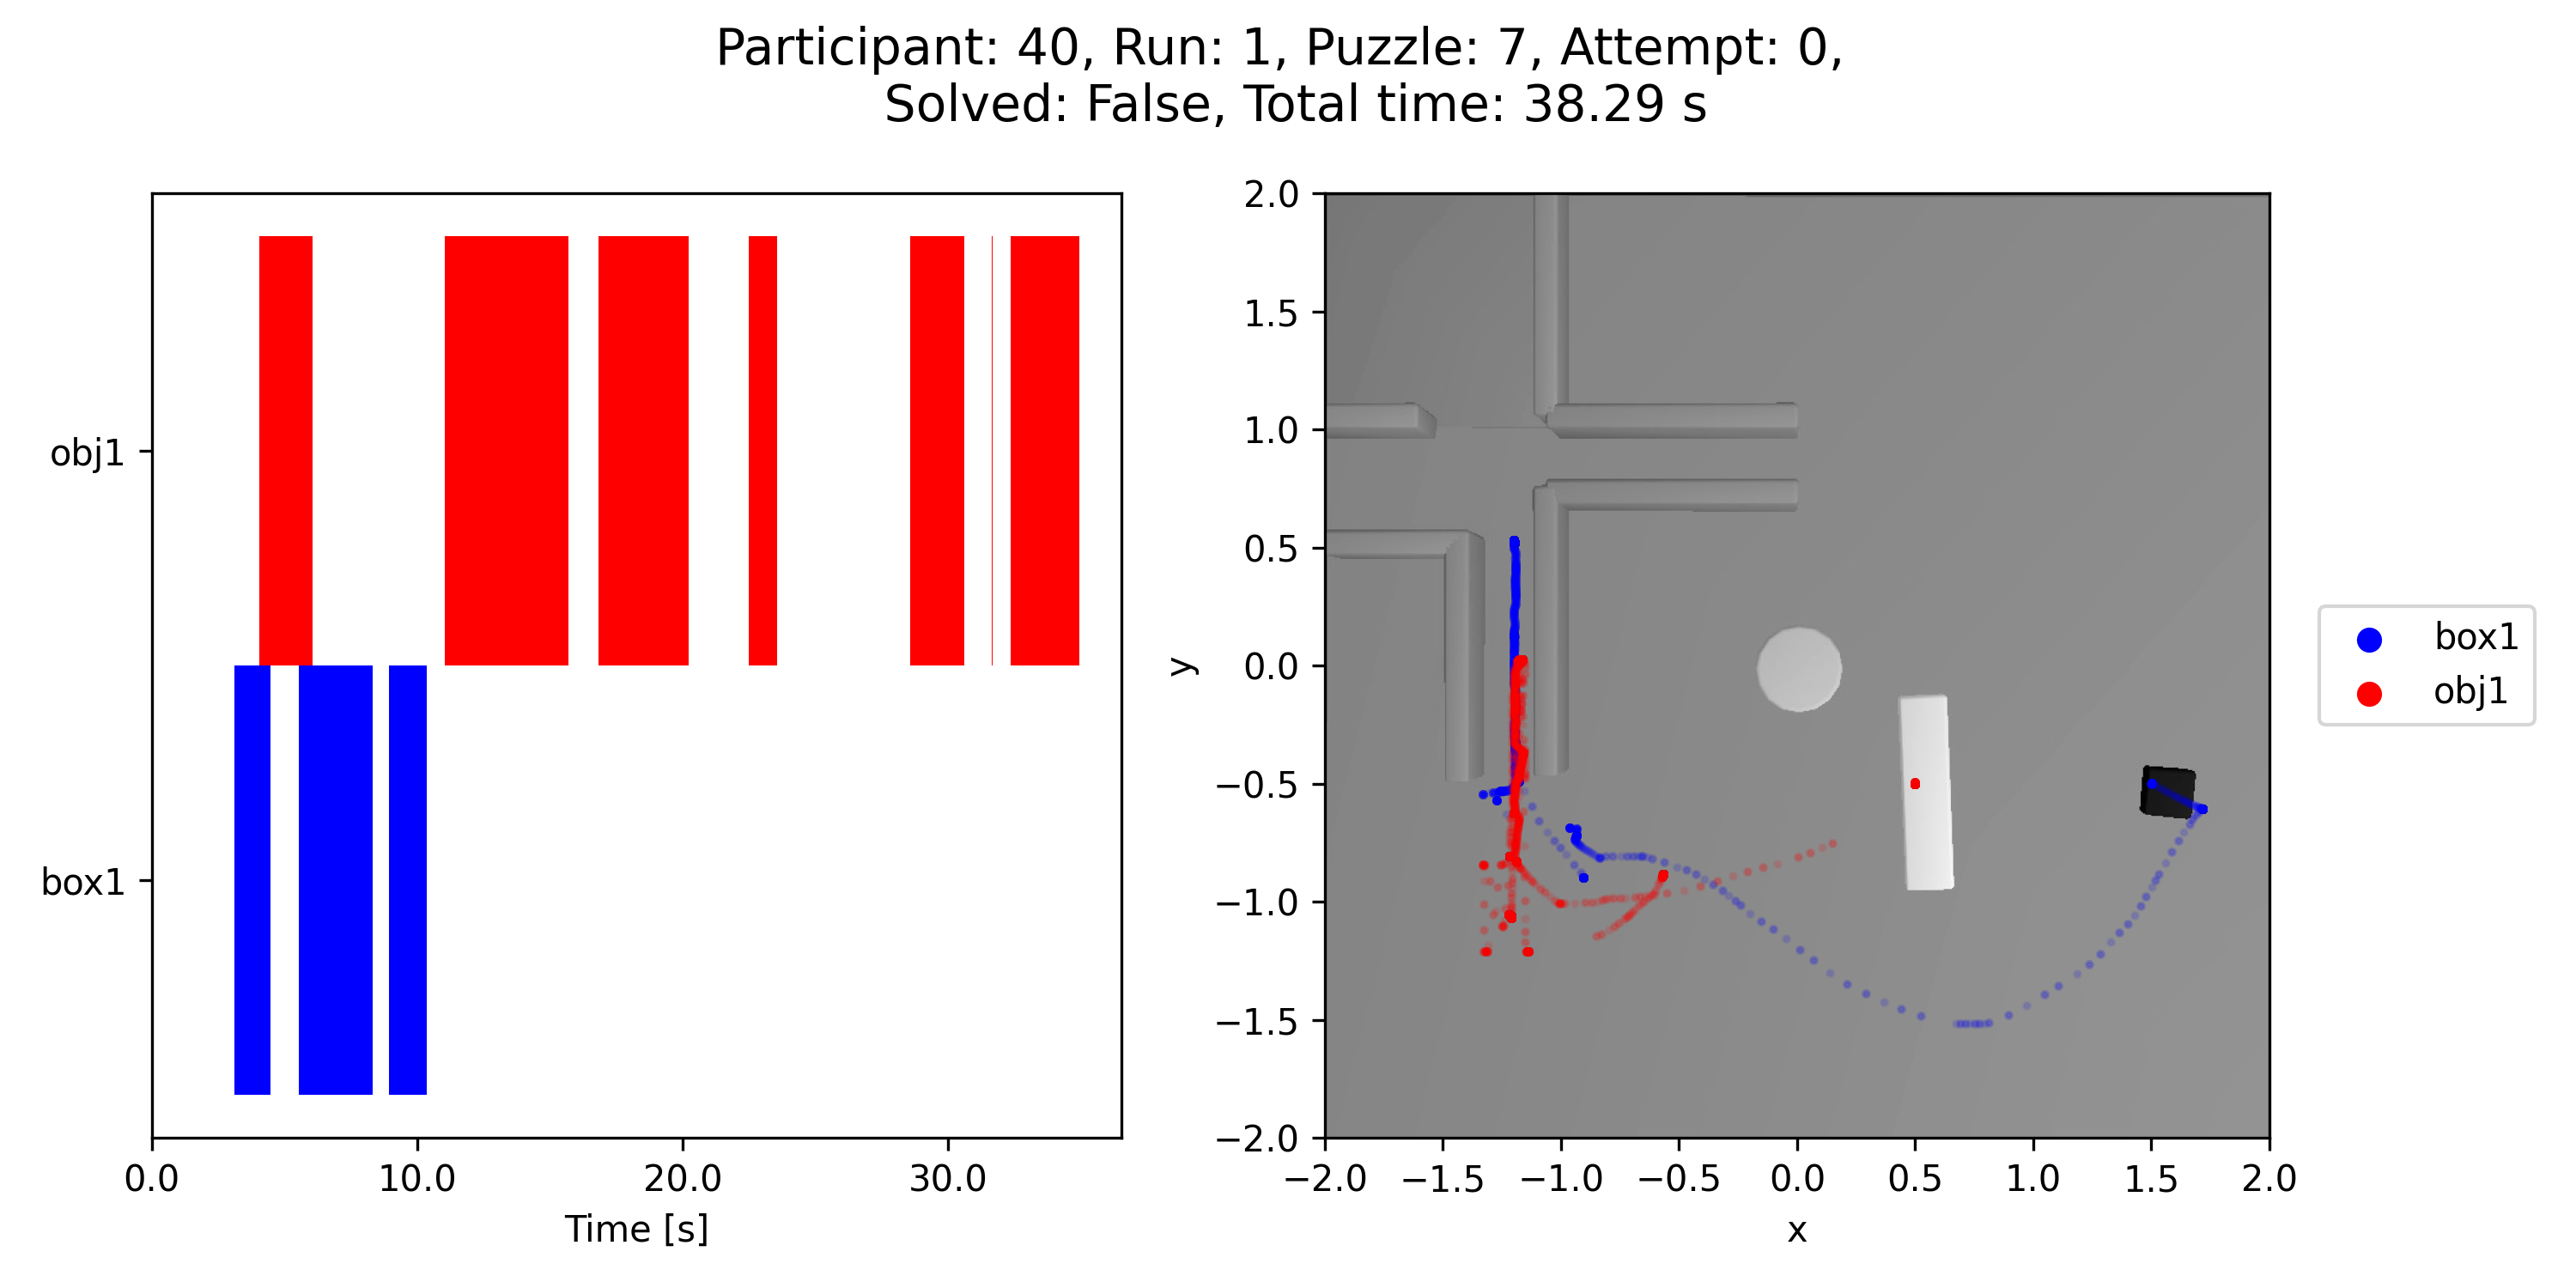 Participant: 40, Run: 1, Puzzle: 7, Attempt: 0,
Solved: False, Total time: 38.29 s
obj1
box1
0.0 10.0 20.0 30.0
Time [s]
2.0
1.5
1.0
0.5
0.0
−0.5
−1.0
−1.5
−2.0
y
−2.0 −1.5 −1.0 −0.5 0.0 0.5 1.0 1.5 2.0
x
box1
obj1